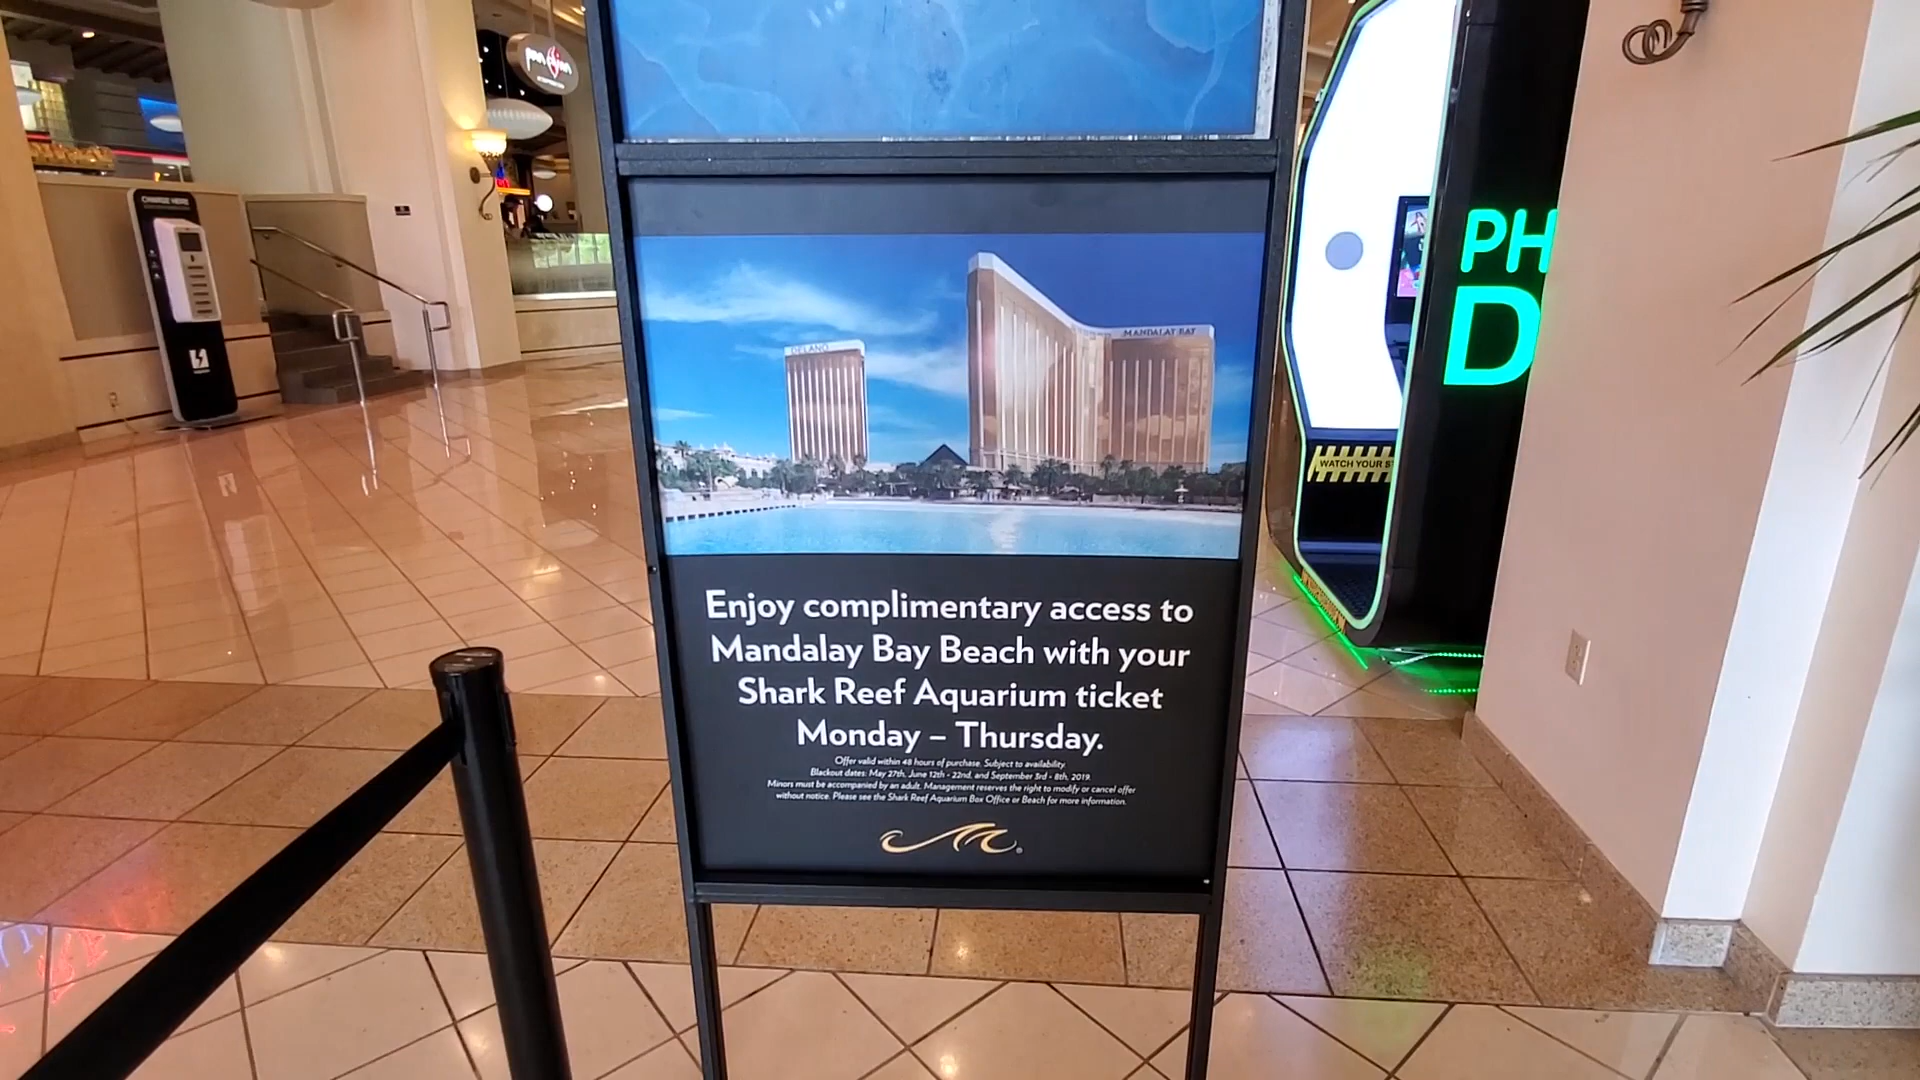 CHARGE HERE
DELANO
MANDALAY BAY
PH
D
WATCH YOUR S
Enjoy complimentary access to
Mandalay Bay Beach with your
Shark Reef Aquarium ticket
Monday – Thursday.
Offer valid within 48 hours of purchase. Subject to availability.
Blackout dates: May 27th, June 12th - 22nd, and September 3rd - 8th, 2019.
Minors must be accompanied by an adult. Management reserves the right to modify or cancel offer
without notice. Please see the Shark Reef Aquarium Box Office or Beach for more information.